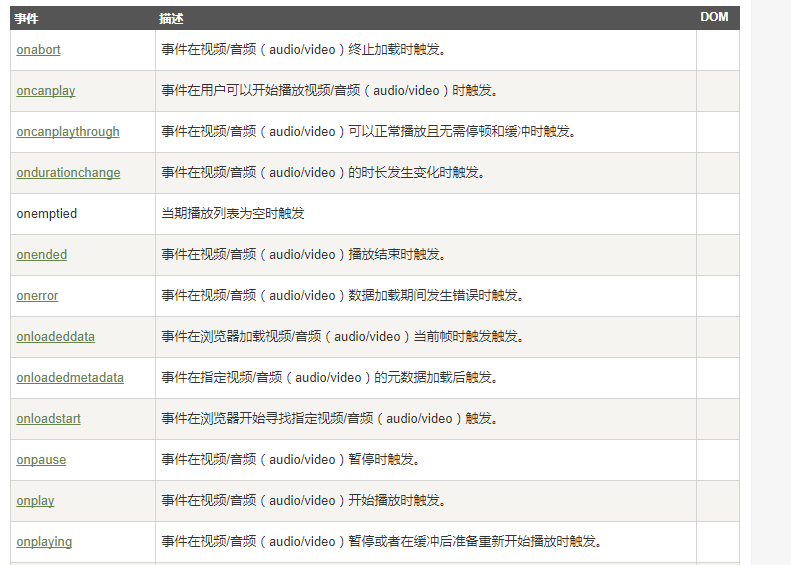 事件 描述 DOM
onabort 事件在视频/音频（audio/video）终止加载时触发。
oncanplay 事件在用户可以开始播放视频/音频（audio/video）时触发。
oncanplaythrough 事件在视频/音频（audio/video）可以正常播放且无需停顿和缓冲时触发。
ondurationchange 事件在视频/音频（audio/video）的时长发生变化时触发。
onemptied 当期播放列表为空时触发
onended 事件在视频/音频（audio/video）播放结束时触发。
onerror 事件在视频/音频（audio/video）数据加载期间发生错误时触发。
onloadeddata 事件在浏览器加载视频/音频（audio/video）当前帧时触发触发。
onloadedmetadata 事件在指定视频/音频（audio/video）的元数据加载后触发。
onloadstart 事件在浏览器开始寻找指定视频/音频（audio/video）触发。
onpause 事件在视频/音频（audio/video）暂停时触发。
onplay 事件在视频/音频（audio/video）开始播放时触发。
onplaying 事件在视频/音频（audio/video）暂停或者在缓冲后准备重新开始播放时触发。